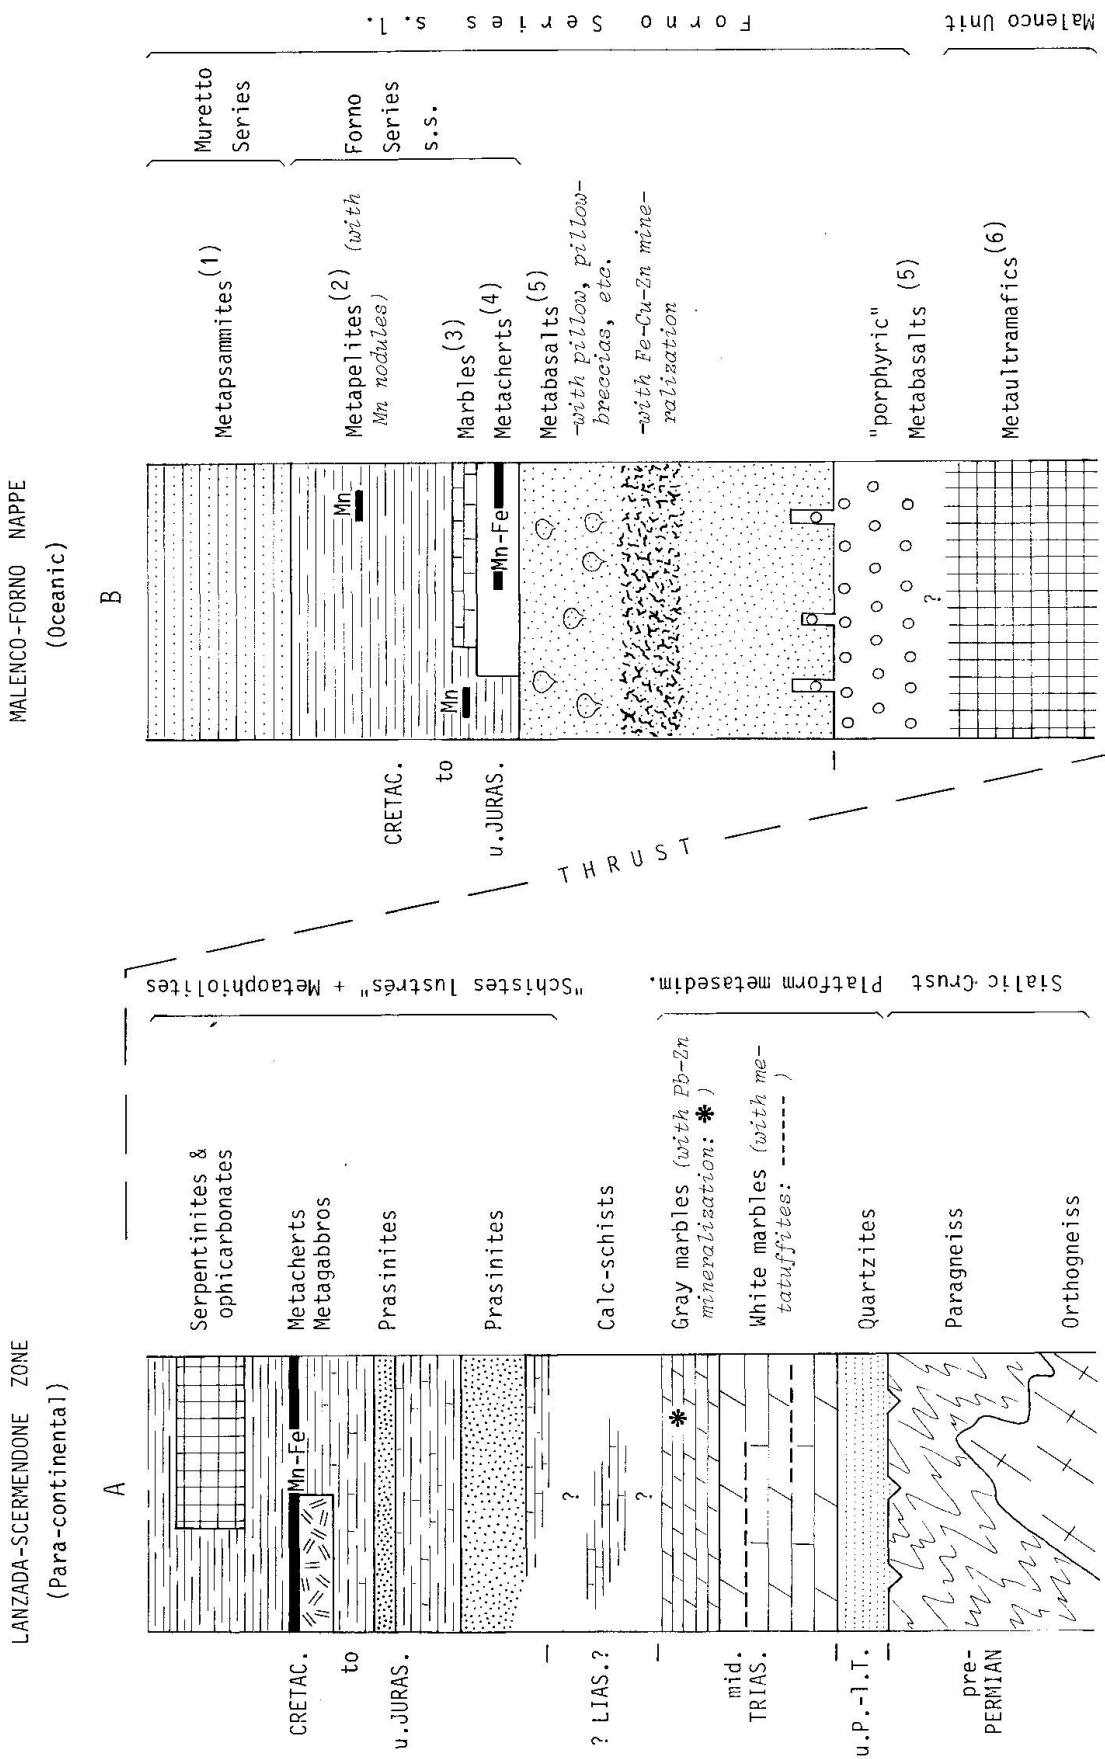 LANZADA-SCERMENDONE ZONE
(Para-continental)
A
CRETAC.
to
u.JURAS.
? LIAS.?
mid.
TRIAS.
u.P.-l.T.
pre-
PERMIAN
Mn-Fe
?
?
*
Serpentinites &
ophicarbonates
Metacherts
Metagabbros
Prasinites
Prasinites
Calc-schists
Gray marbles (with Pb-Zn
mineralization: *)
White marbles (with me-
tatuffites: ------ )
Quartzites
Paragneiss
Orthogneiss
"Schistes lustrés" + Metaophiolites
Platform metasedim.
Sialic Crust
THRUST
MALENCO-FORNO NAPPE
(Oceanic)
B
CRETAC.
to
u.JURAS.
Mn
Mn
Mn-Fe
?
Metapsammites(1)
Metapelites(2) (with
Mn nodules)
Marbles(3)
Metacherts(4)
Metabasalts(5)
-with pillow, pillow-
breccias, etc.
-with Fe-Cu-Zn mine-
ralization
"porphyric"
Metabasalts (5)
Metaultramafics(6)
Muretto
Series
Forno
Series
s.s.
Forno Series s.l.
Malenco Unit